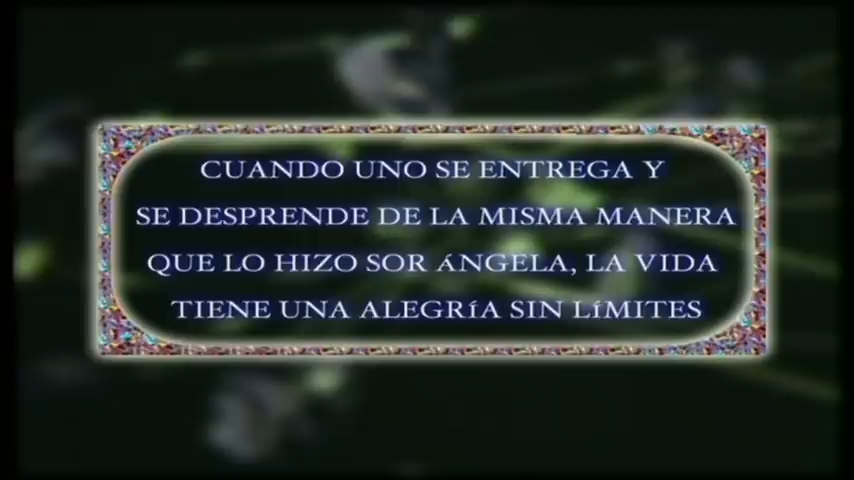 CUANDO UNO SE ENTREGA Y
SE DESPRENDE DE LA MISMA MANERA
QUE LO HIZO SOR áNGELA, LA VIDA
TIENE UNA ALEGRíA SIN LíMITES